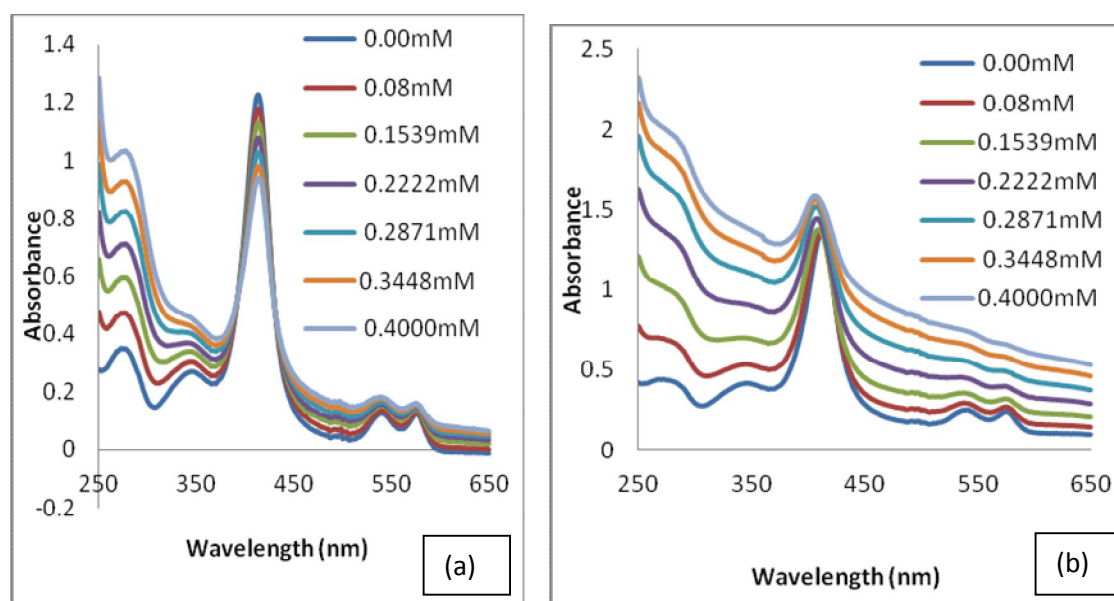 1.4
1.2
1
0.8
0.6
0.4
0.2
0
-0.2
Absorbance
250 350 450 550 650
Wavelength (nm)
0.00mM
0.08mM
0.1539mM
0.2222mM
0.2871mM
0.3448mM
0.4000mM
(a)
2.5
2
1.5
1
0.5
0
Absorbance
250 350 450 550 650
Wavelength (nm)
0.00mM
0.08mM
0.1539mM
0.2222mM
0.2871mM
0.3448mM
0.4000mM
(b)